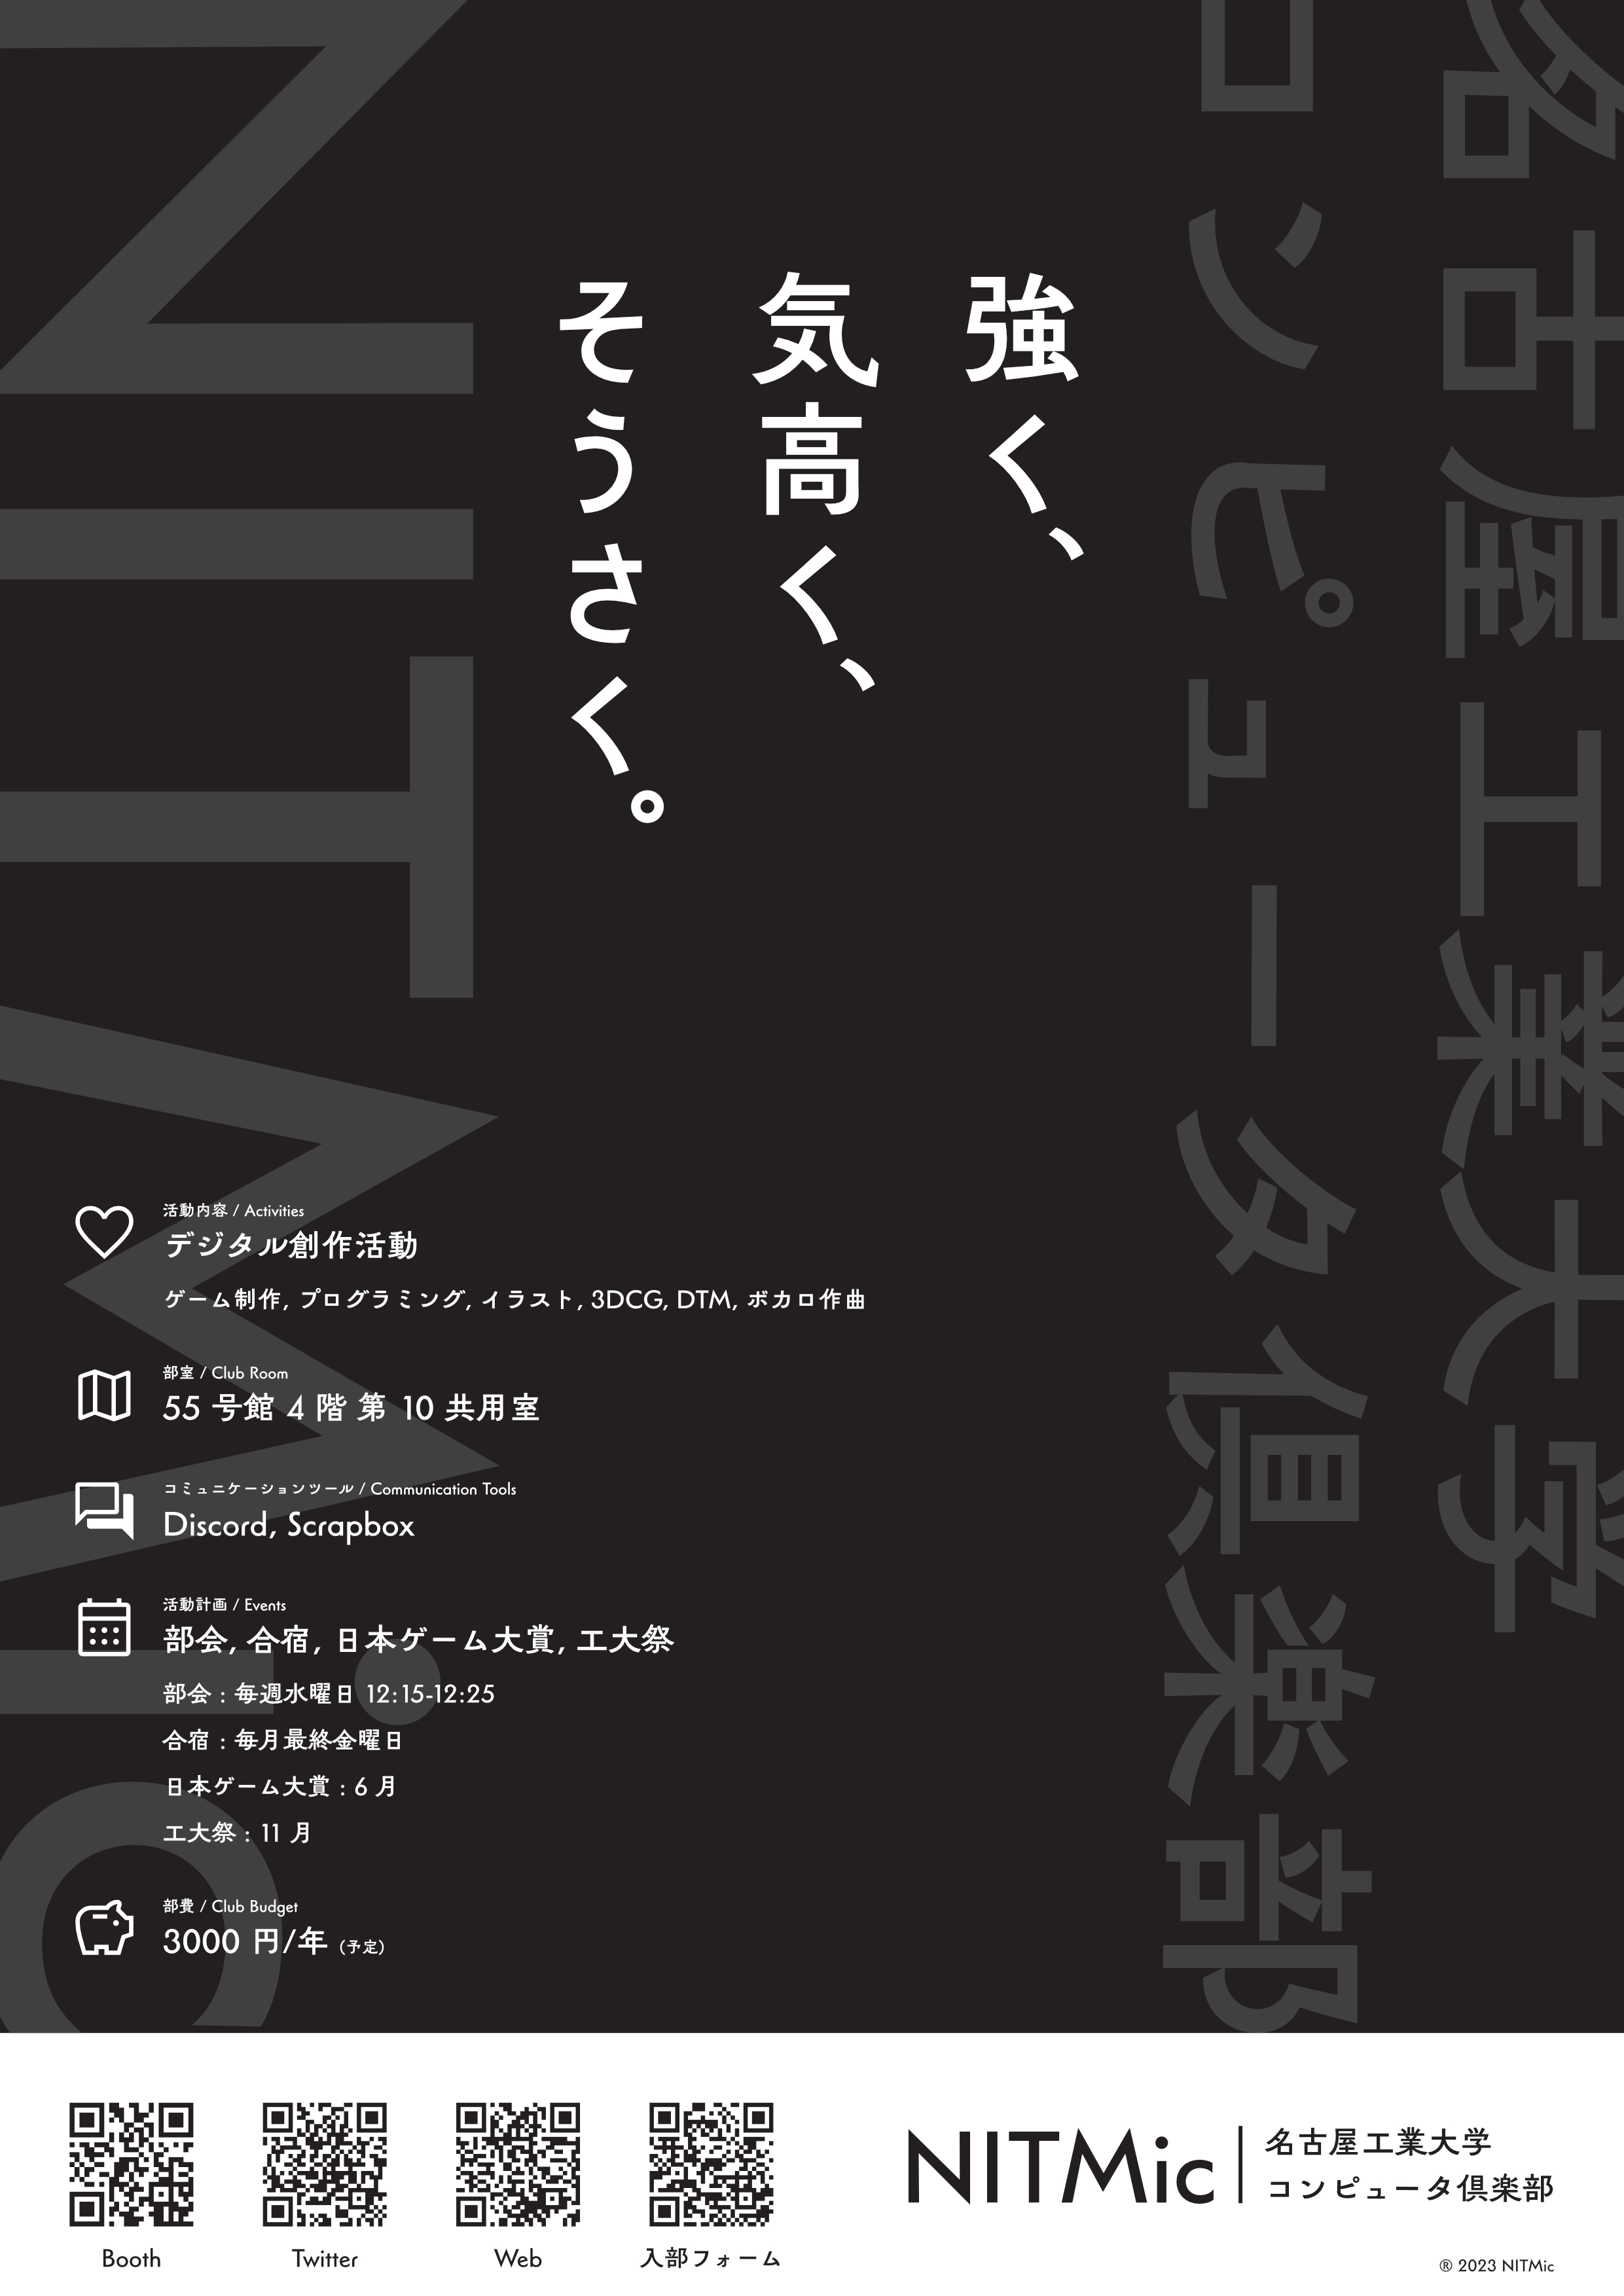 名古屋工業大学
コンピュータ倶楽部
NITMic
強く、
気高く、
そうさく。
活動内容 / Activities
デジタル創作活動
ゲーム制作, プログラミング, イラスト, 3DCG, DTM, ボカロ作曲
部室 / Club Room
55 号館 4 階 第 10 共用室
コミュニケーションツール / Communication Tools
Discord, Scrapbox
活動計画 / Events
部会, 合宿, 日本ゲーム大賞, 工大祭
部会 : 毎週水曜日 12:15-12:25
合宿 : 毎月最終金曜日
日本ゲーム大賞 : 6 月
工大祭 : 11 月
部費 / Club Budget
3000 円/年 (予定)
Booth
Twitter
Web
入部フォーム
NITMic
名古屋工業大学
コンピュータ倶楽部
® 2023 NITMic